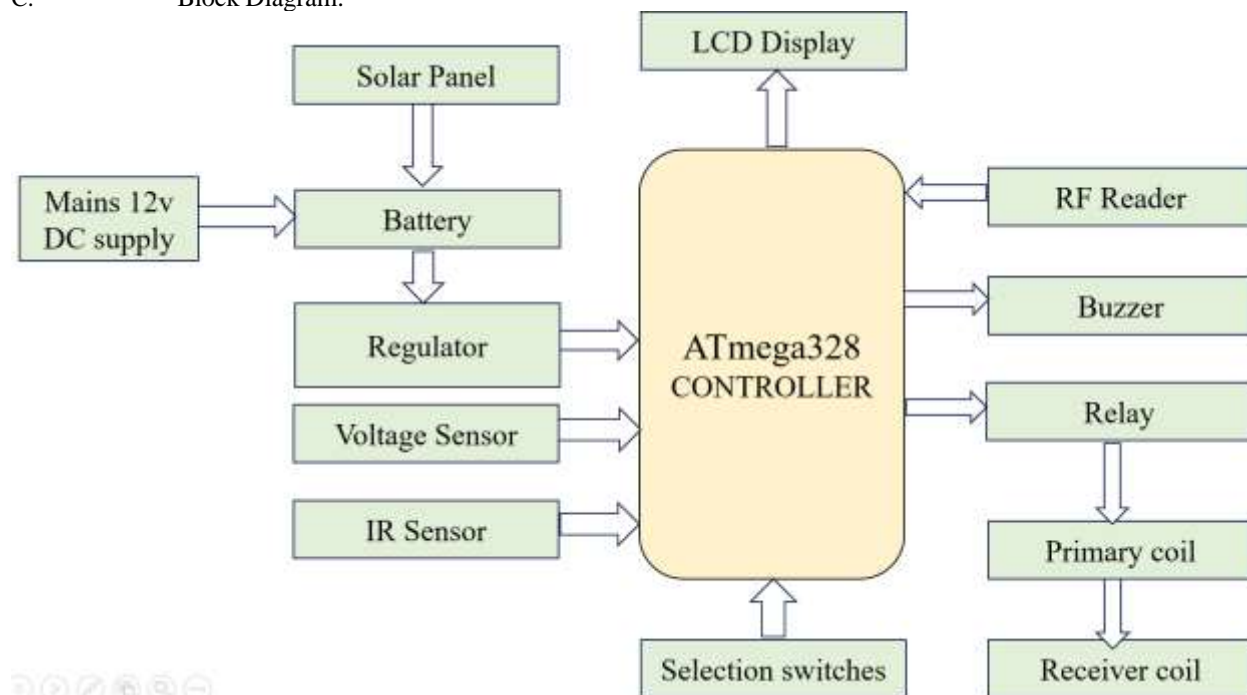 C. Block Diagram.
LCD Display
Solar Panel
Mains 12v
DC supply
Battery
RF Reader
Buzzer
Regulator
ATmega328
CONTROLLER
Relay
Voltage Sensor
IR Sensor
Primary coil
Selection switches
Receiver coil